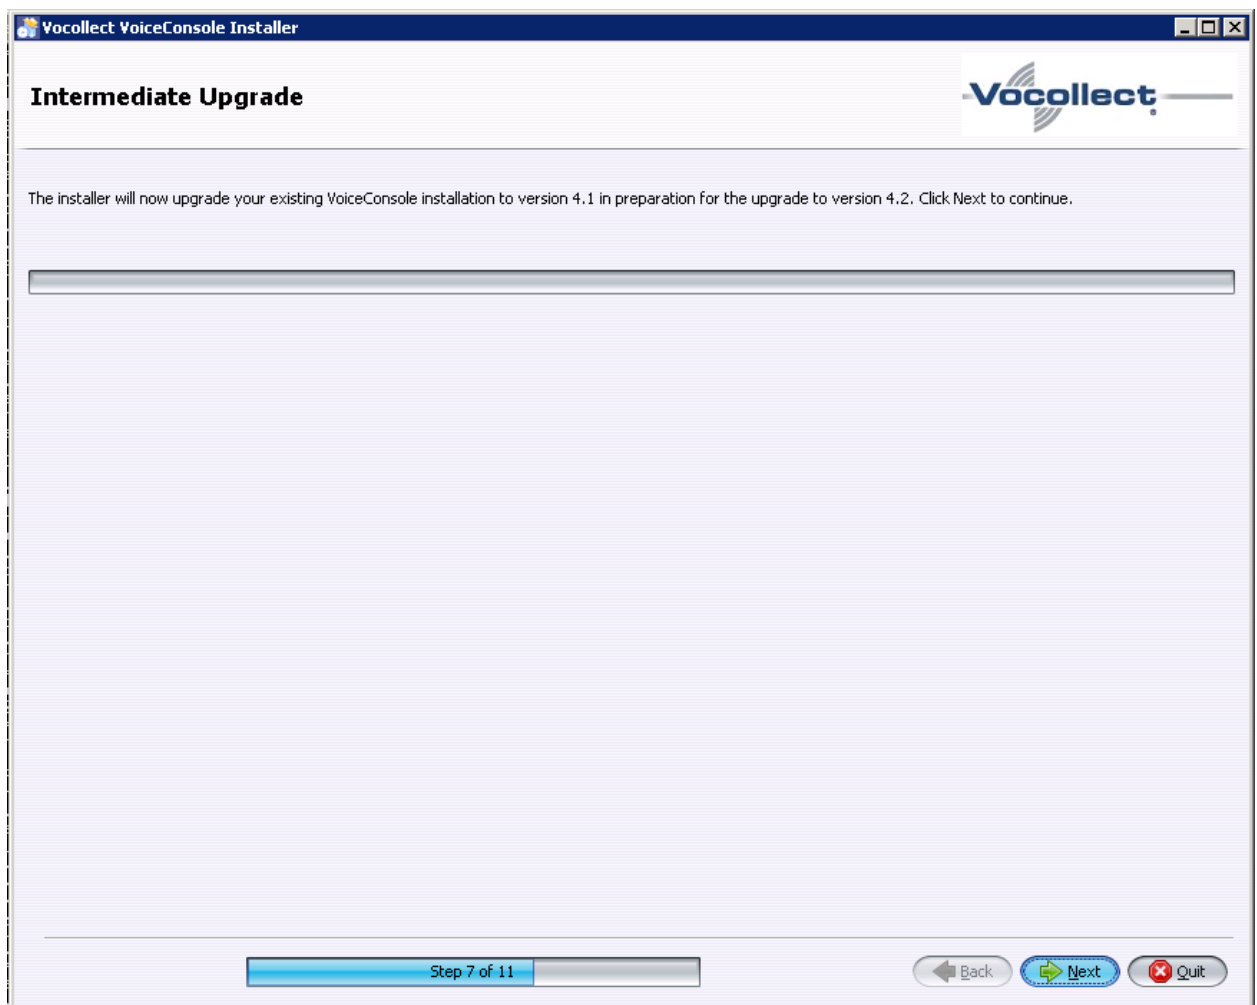 Vocollect VoiceConsole Installer
Intermediate Upgrade
Vocollect
The installer will now upgrade your existing VoiceConsole installation to version 4.1 in preparation for the upgrade to version 4.2. Click Next to continue.
Step 7 of 11
Back
Next
Quit